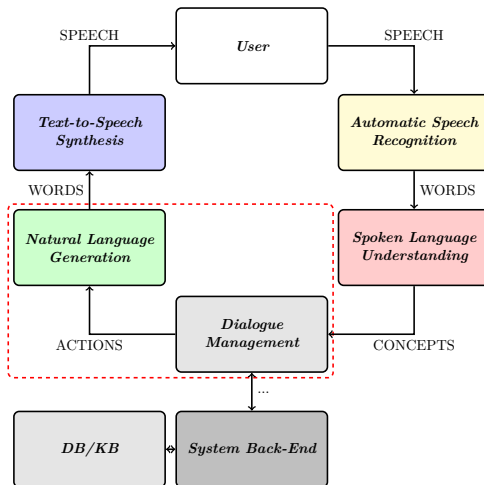 SPEECH
User
SPEECH
Text-to-Speech
Synthesis
Automatic Speech
Recognition
WORDS
WORDS
Natural Language
Generation
Spoken Language
Understanding
Dialogue
Management
ACTIONS
CONCEPTS
...
DB/KB
System Back-End